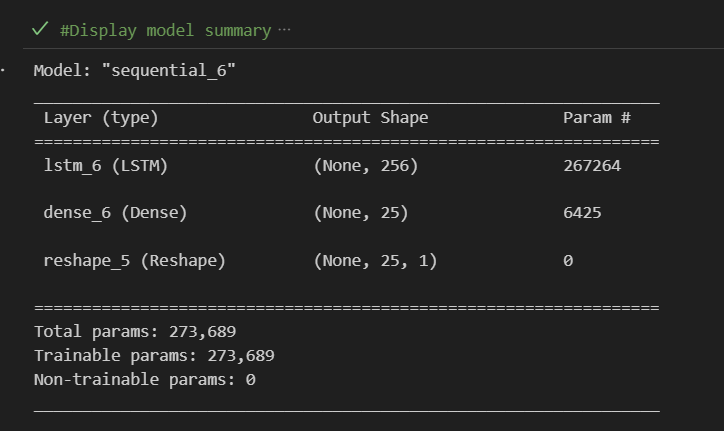 #Display model summary ...
Model: "sequential_6"
Layer (type) Output Shape Param #
=================================================================
lstm_6 (LSTM) (None, 256) 267264
dense_6 (Dense) (None, 25) 6425
reshape_5 (Reshape) (None, 25, 1) 0
=================================================================
Total params: 273,689
Trainable params: 273,689
Non-trainable params: 0